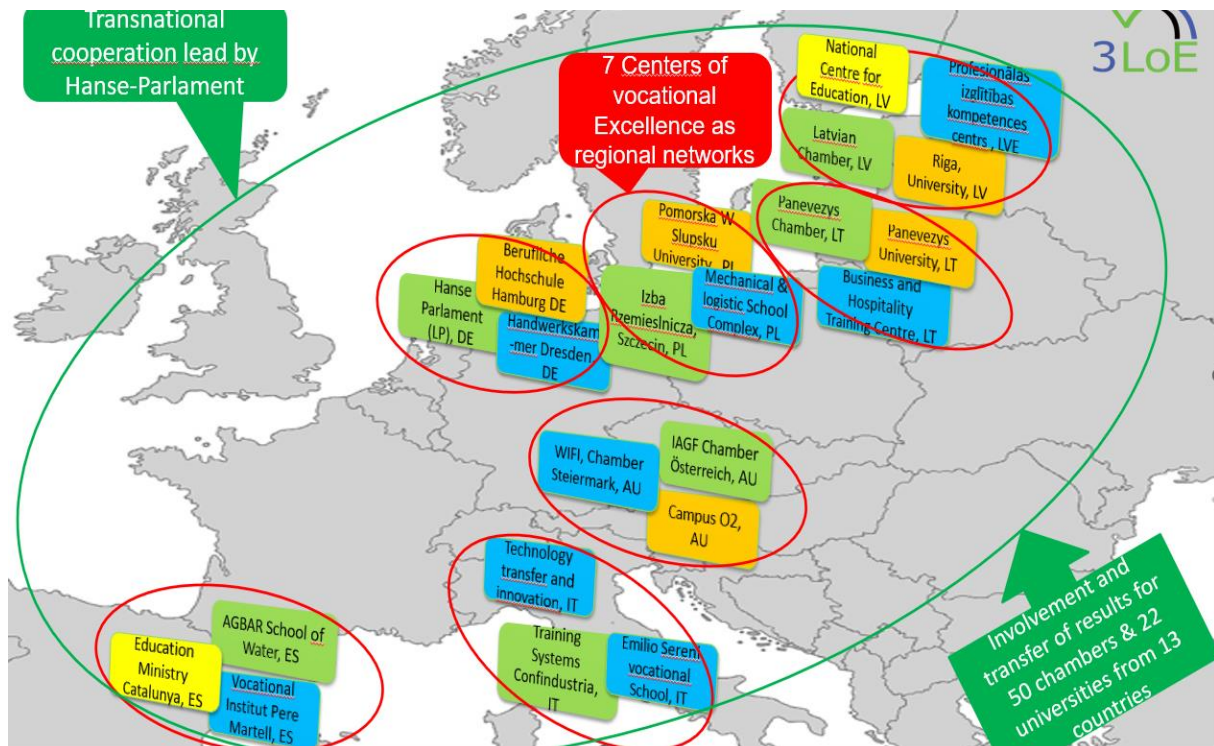 Transnational
cooperation lead by
Hanse-Parlament
7 Centers of
vocational
Excellence as
regional networks
3LoE
National
Centre for
Education, LV
Profesionālas
izglītības
kompetences
centrs , LVE
Latvian
Chamber, LV
Riga,
University, LV
Pomorska W
Slupsku
University, PL
Panevezys
Chamber, LT
Panevezys
University, LT
Berufliche
Hochschule
Hamburg DE
Hanse
Parlament
(LP), DE
Handwerkskam
-mer Dresden,
DE
Izba
Rzemieslnicza,
Szczecin, PL
Mechanical &
logistic School
Complex, PL
Business and
Hospitality
Training Centre, LT
WIFI, Chamber
Steiermark, AU
IAGF Chamber
Österreich, AU
Campus O2,
AU
Technology
transfer and
innovation, IT
Training
Systems
Confindustria,
IT
Emilio Sereni
vocational
School, IT
AGBAR School of
Water, ES
Education
Ministry
Catalunya, ES
Vocational
Institut Pere
Martell, ES
Involvement and
transfer of results for
50 chambers & 22
universities from 13
countries